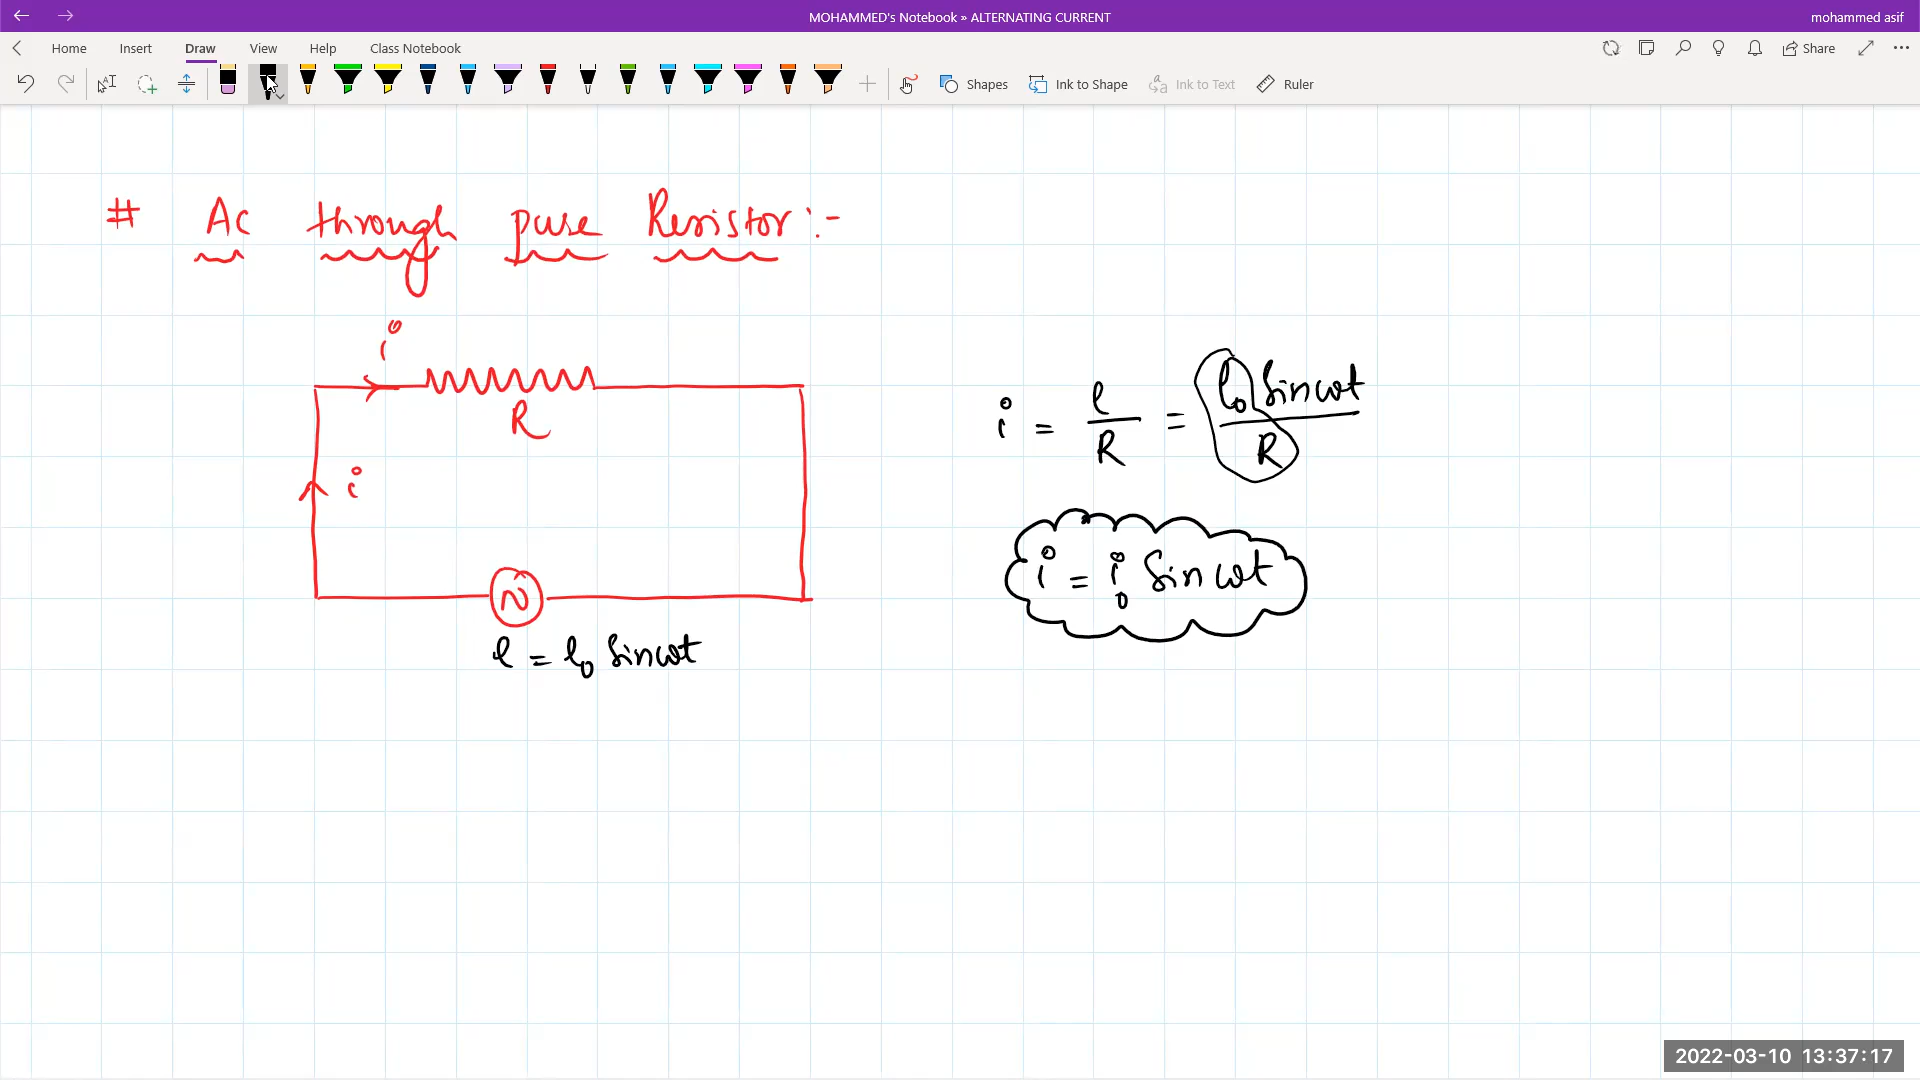 MOHAMMED's Notebook » ALTERNATING CURRENT
mohammed asif
Home Insert Draw View Help Class Notebook
Share
Shapes Ink to Shape Ink to Text Ruler
# Ac through pure Resistor :-
i
R
i
e = e₀ Sinωt
i = e/R = e₀ Sinωt/R
i = i₀ Sin ωt
2022-03-10 13:37:17